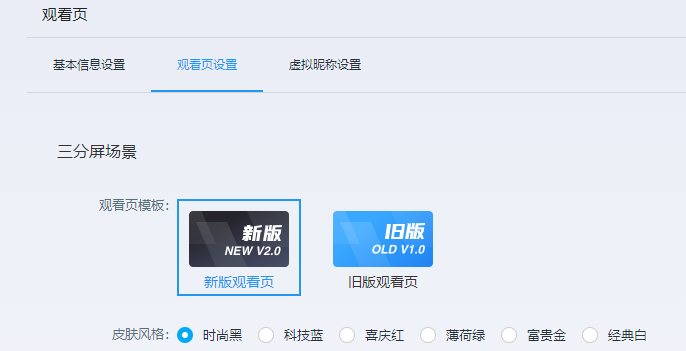 观看页
基本信息设置 观看页设置 虚拟昵称设置
三分屏场景
观看页模板：
新版
NEW V2.0
旧版
OLD V1.0
新版观看页 旧版观看页
皮肤风格： 时尚黑 科技蓝 喜庆红 薄荷绿 富贵金 经典白